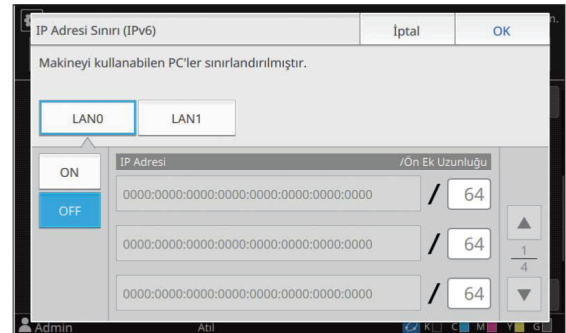 n.
IP Adresi Sınırı (IPv6) İptal OK
Makineyi kullanabilen PC'ler sınırlandırılmıştır.
LAN0 LAN1
ON
OFF
IP Adresi /Ön Ek Uzunluğu
0000:0000:0000:0000:0000:0000:0000:0000 / 64
0000:0000:0000:0000:0000:0000:0000:0000 / 64
0000:0000:0000:0000:0000:0000:0000:0000 / 64
1
4
Admin Atıl K C M Y G